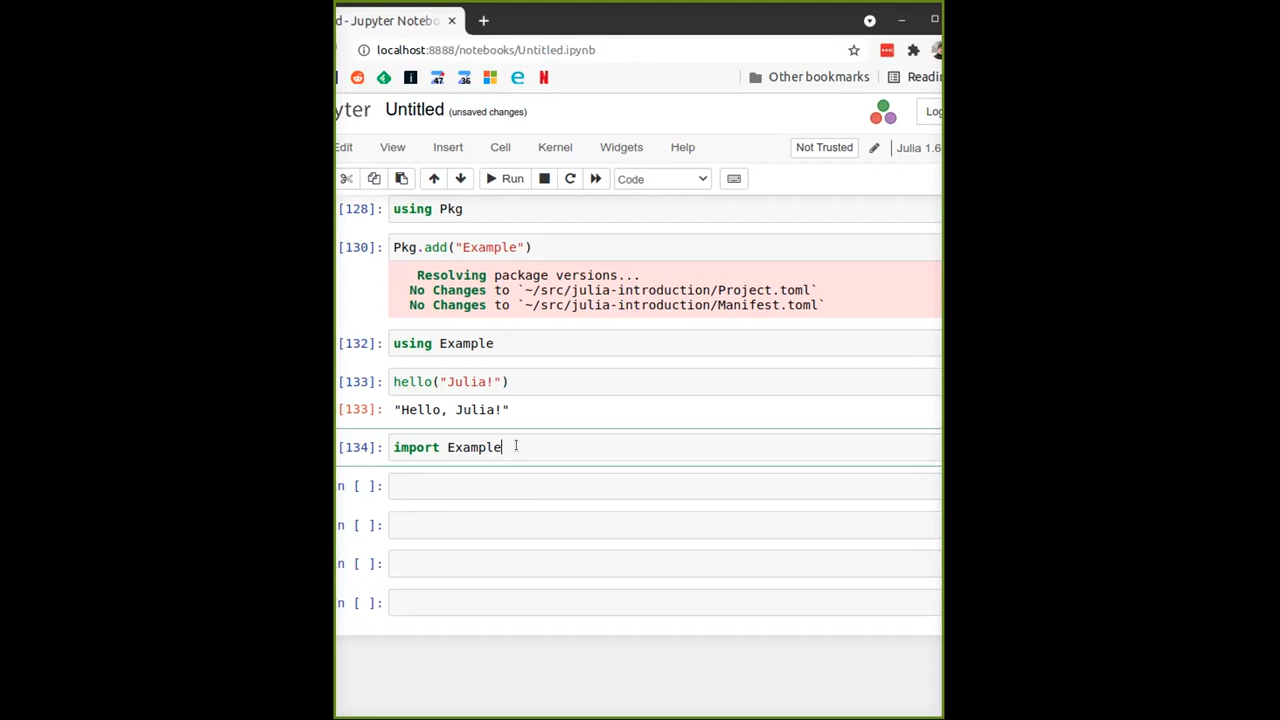 d - Jupyter Notebo
localhost:8888/notebooks/Untitled.ipynb
47 36 Other bookmarks Readi
yter Untitled (unsaved changes) Log
Edit View Insert Cell Kernel Widgets Help Not Trusted Julia 1.6
Run Code
[128]: using Pkg
[130]: Pkg.add("Example")
Resolving package versions...
No Changes to `~/src/julia-introduction/Project.toml`
No Changes to `~/src/julia-introduction/Manifest.toml`
[132]: using Example
[133]: hello("Julia!")
[133]: "Hello, Julia!"
[134]: import Example
n [ ]:
n [ ]:
n [ ]:
n [ ]: